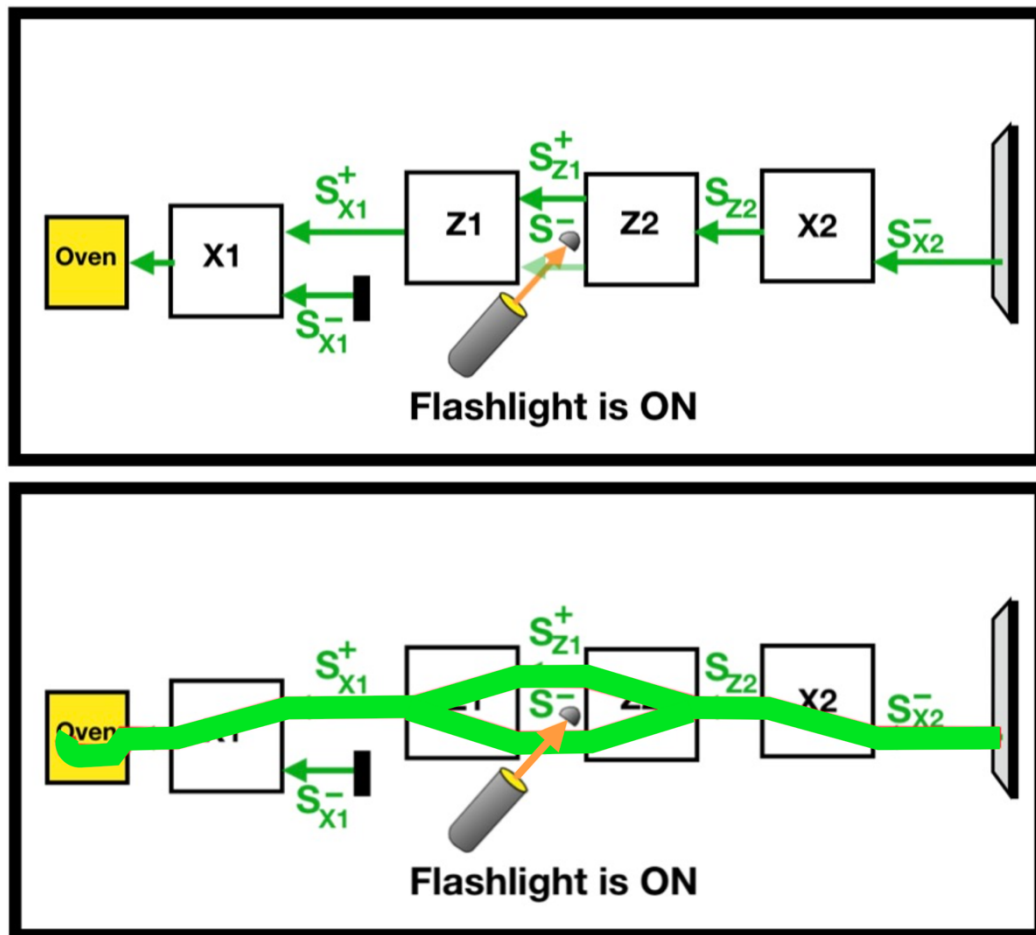 S+Z1
S+X1
Z1
Z2
SZ2
X2
S-
S-X2
Oven
X1
S-X1
Flashlight is ON
S+Z1
S+X1
SZ2
S-
X2
S-X2
Oven
S-X1
Flashlight is ON